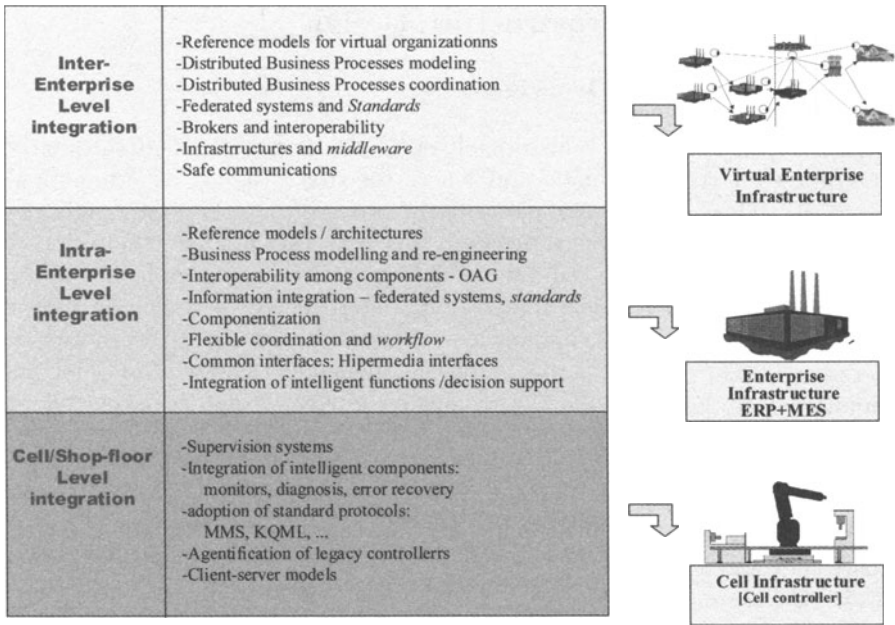 Inter-
Enterprise
Level
integration
-Reference models for virtual organizationns
-Distributed Business Processes modeling
-Distributed Business Processes coordination
-Federated systems and Standards
-Brokers and interoperability
-Infrastrructures and middleware
-Safe communications
Virtual Enterprise
Infrastructure
Intra-
Enterprise
Level
integration
-Reference models / architectures
-Business Process modelling and re-engineering
-Interoperability among components - OAG
-Information integration – federated systems, standards
-Componentization
-Flexible coordination and workflow
-Common interfaces: Hipermedia interfaces
-Integration of intelligent functions /decision support
Enterprise
Infrastructure
ERP+MES
Cell/Shop-floor
Level
integration
-Supervision systems
-Integration of intelligent components:
monitors, diagnosis, error recovery
-adoption of standard protocols:
MMS, KQML, ...
-Agentification of legacy controllerrs
-Client-server models
Cell Infrastructure
[Cell controller]